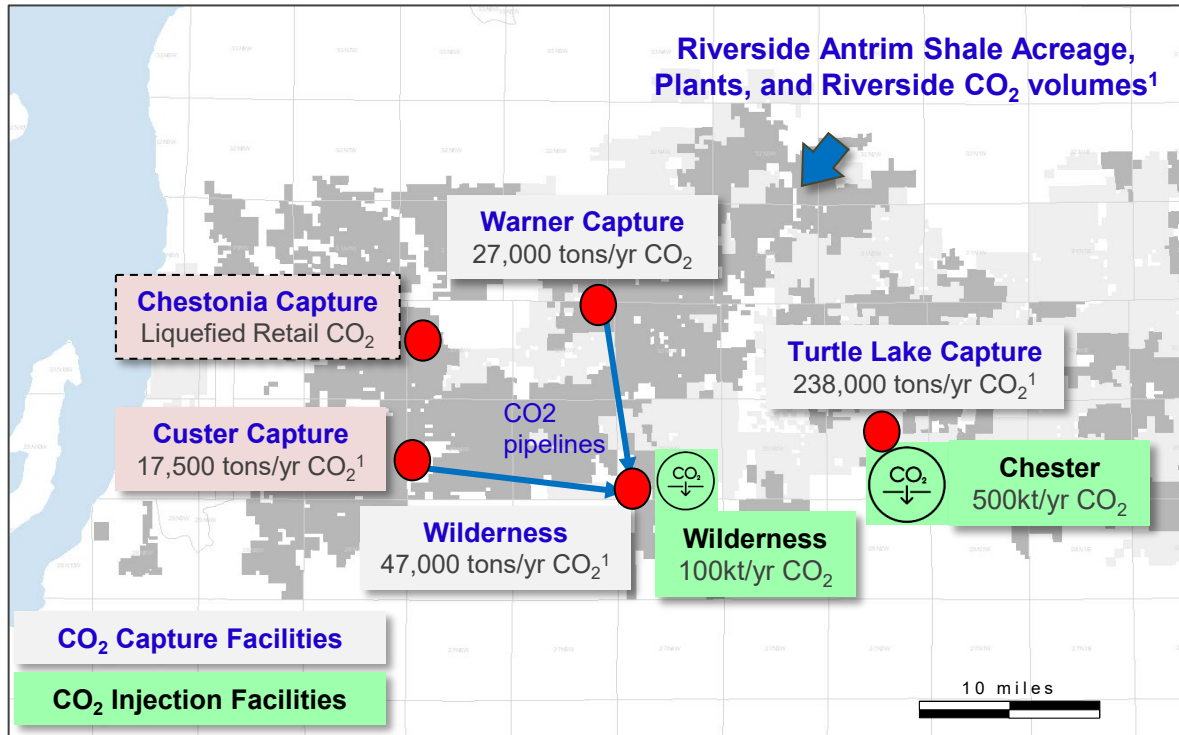 Riverside Antrim Shale Acreage,
Plants, and Riverside CO₂ volumes¹
Warner Capture
27,000 tons/yr CO₂
Chestonia Capture
Liquefied Retail CO₂
Turtle Lake Capture
238,000 tons/yr CO₂¹
CO2
pipelines
Custer Capture
17,500 tons/yr CO₂¹
CO₂
CO₂
Chester
500kt/yr CO₂
Wilderness
47,000 tons/yr CO₂¹
Wilderness
100kt/yr CO₂
CO₂ Capture Facilities
CO₂ Injection Facilities
10 miles